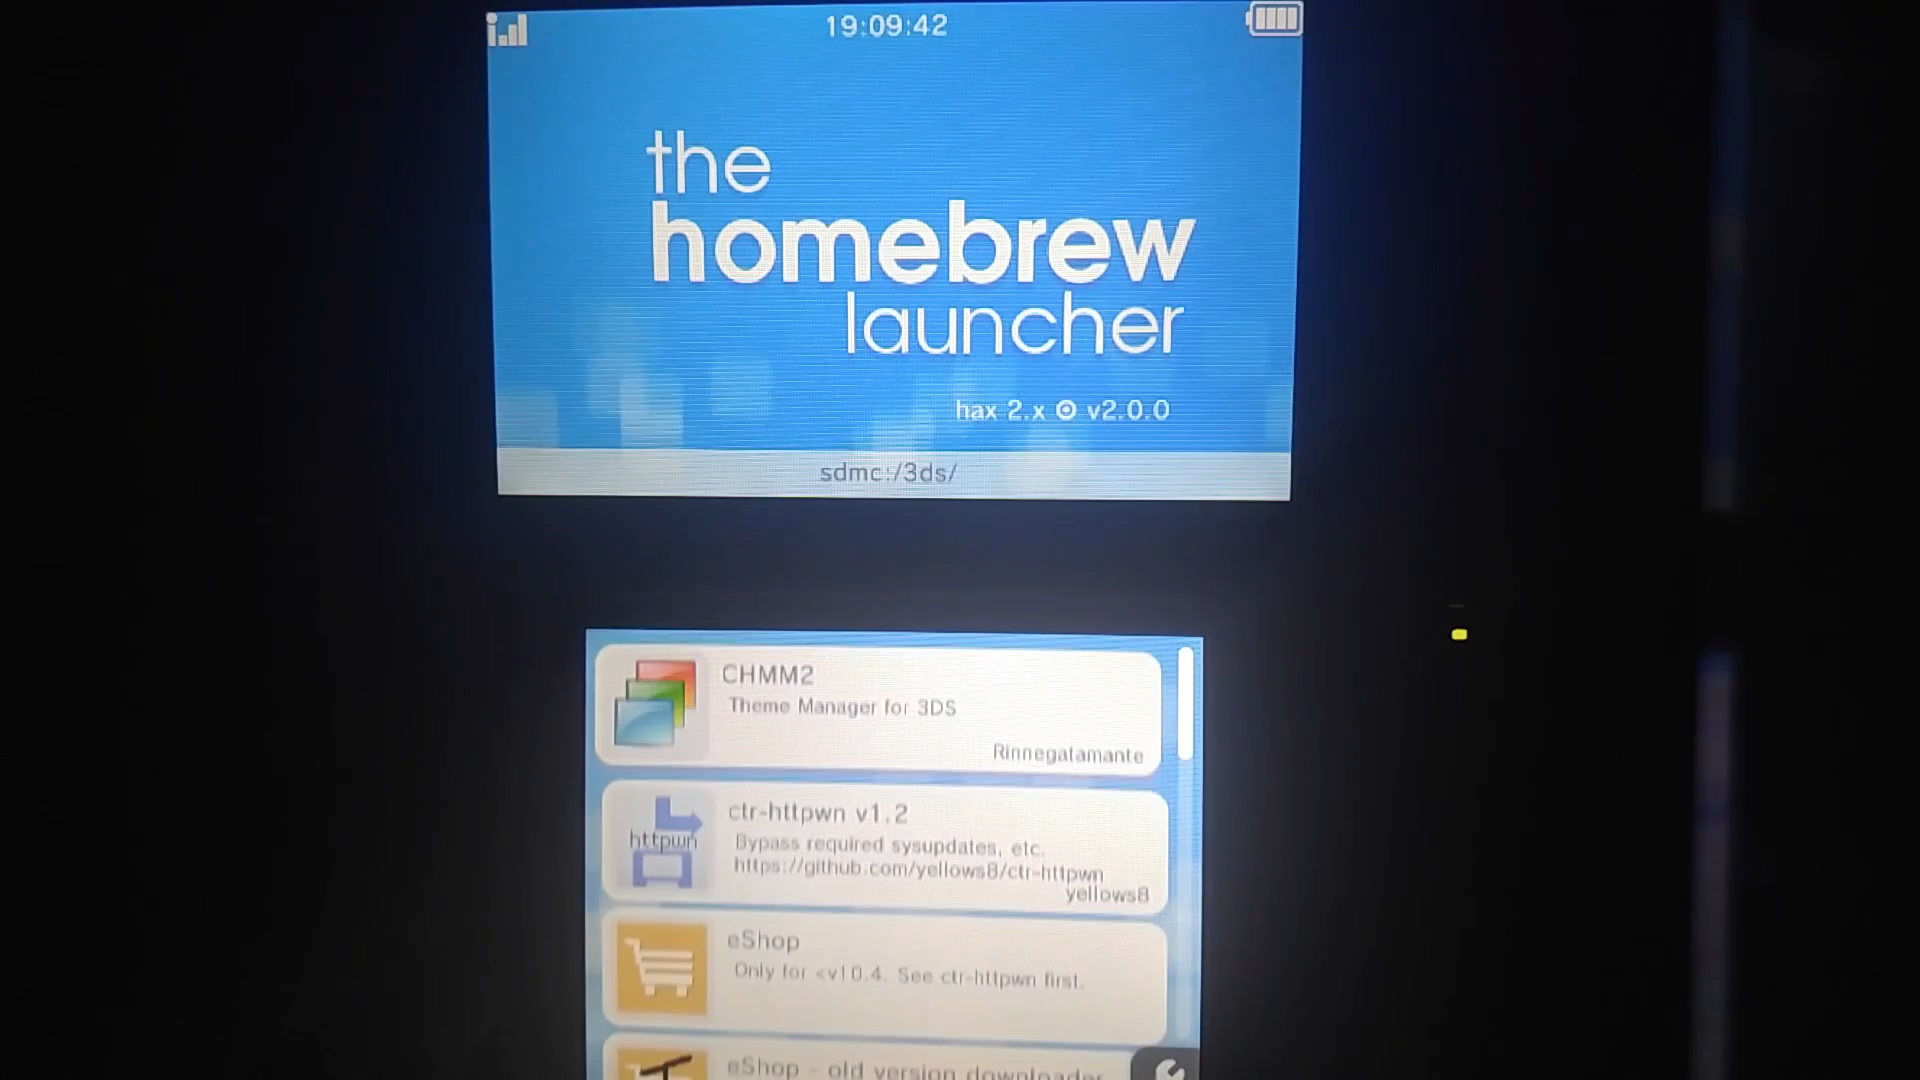 19:09:42
the
homebrew
launcher
hax 2.x v2.0.0
sdmc:/3ds/
CHMM2
Theme Manager for 3DS
Rinnegatamante
httpwn
ctr-httpwn v1.2
Bypass required sysupdates, etc.
https://github.com/yellows8/ctr-httpwn
yellows8
eShop
Only for <v10.4. See ctr-httpwn first.
eShop - old version downloader